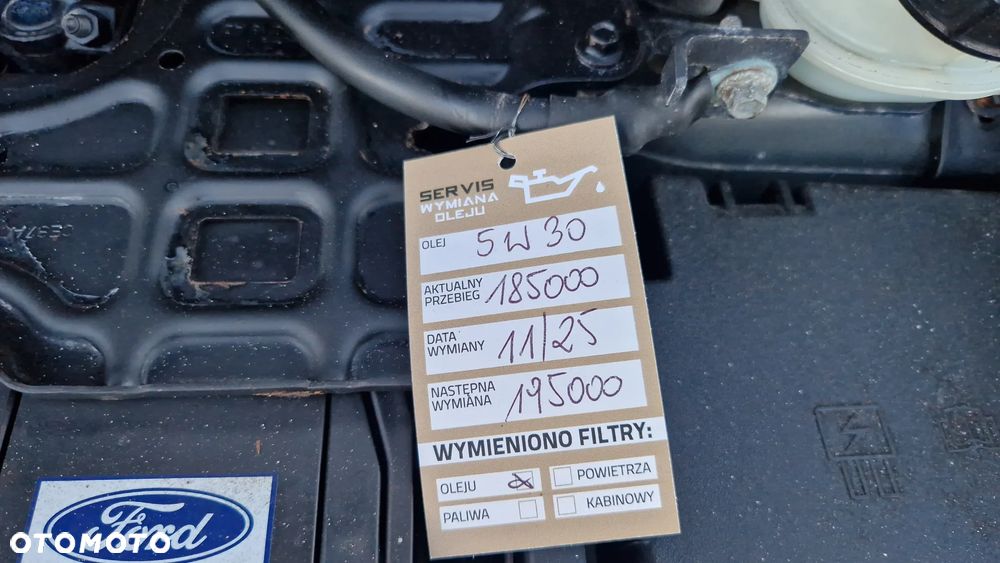 SERVIS
WYMIANA
OLEJU
OLEJ 5W30
AKTUALNY PRZEBIEG 185000
DATA WYMIANY 11/25
NASTĘPNA WYMIANA 195000
WYMIENIONO FILTRY:
OLEJU POWIETRZA
PALIWA KABINOWY
Ford
OTOMOTO